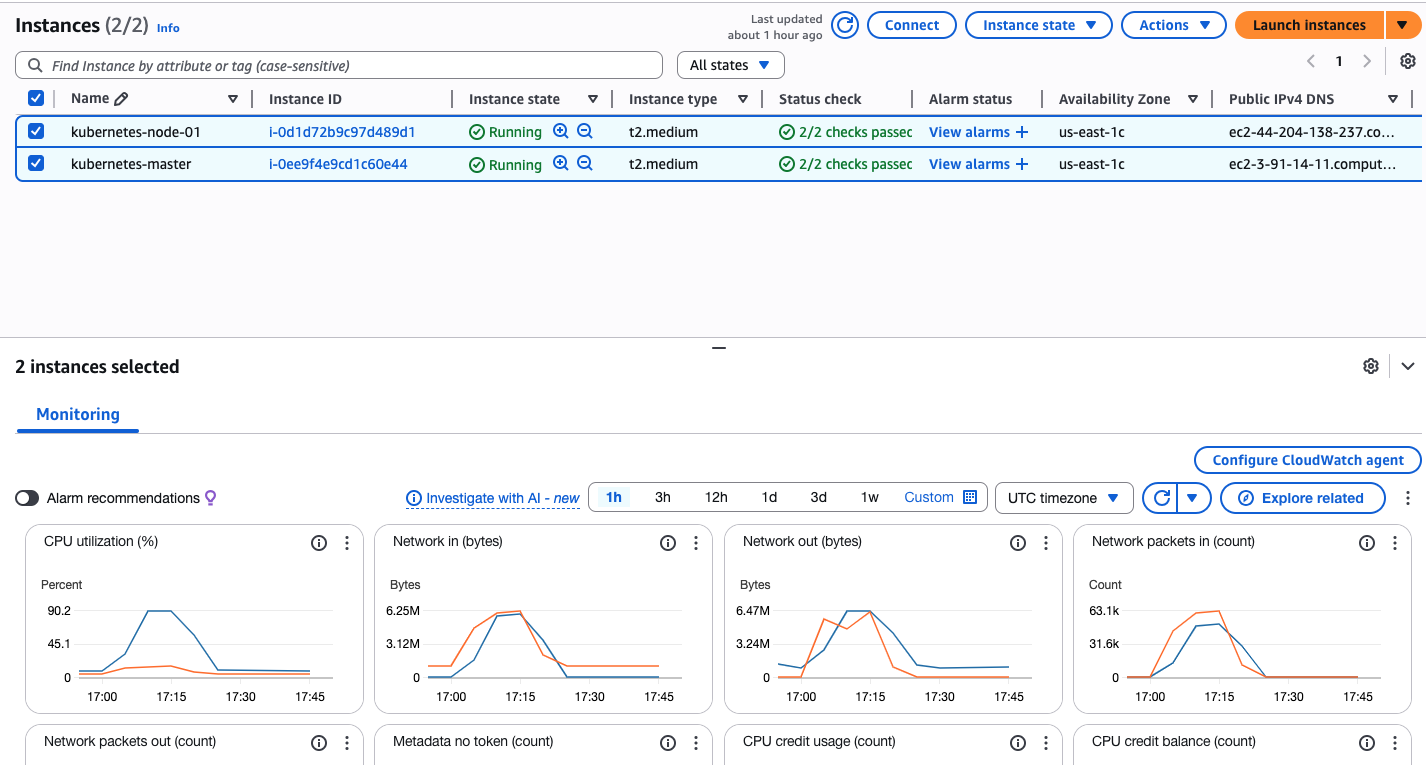 Instances (2/2) Info
Last updated
about 1 hour ago
Connect
Instance state
Actions
Launch instances
Find Instance by attribute or tag (case-sensitive)
All states
1
Name Instance ID Instance state Instance type Status check Alarm status Availability Zone Public IPv4 DNS
kubernetes-node-01 i-0d1d72b9c97d489d1 Running t2.medium 2/2 checks passec View alarms + us-east-1c ec2-44-204-138-237.co...
kubernetes-master i-0ee9f4e9cd1c60e44 Running t2.medium 2/2 checks passec View alarms + us-east-1c ec2-3-91-14-11.comput...
2 instances selected
Monitoring
Configure CloudWatch agent
Alarm recommendations
Investigate with AI - new
1h 3h 12h 1d 3d 1w Custom
UTC timezone
Explore related
CPU utilization (%)
Percent
90.2
45.1
0
17:00 17:15 17:30 17:45
Network in (bytes)
Bytes
6.25M
3.12M
0
17:00 17:15 17:30 17:45
Network out (bytes)
Bytes
6.47M
3.24M
0
17:00 17:15 17:30 17:45
Network packets in (count)
Count
63.1k
31.6k
0
17:00 17:15 17:30 17:45
Network packets out (count)
Metadata no token (count)
CPU credit usage (count)
CPU credit balance (count)